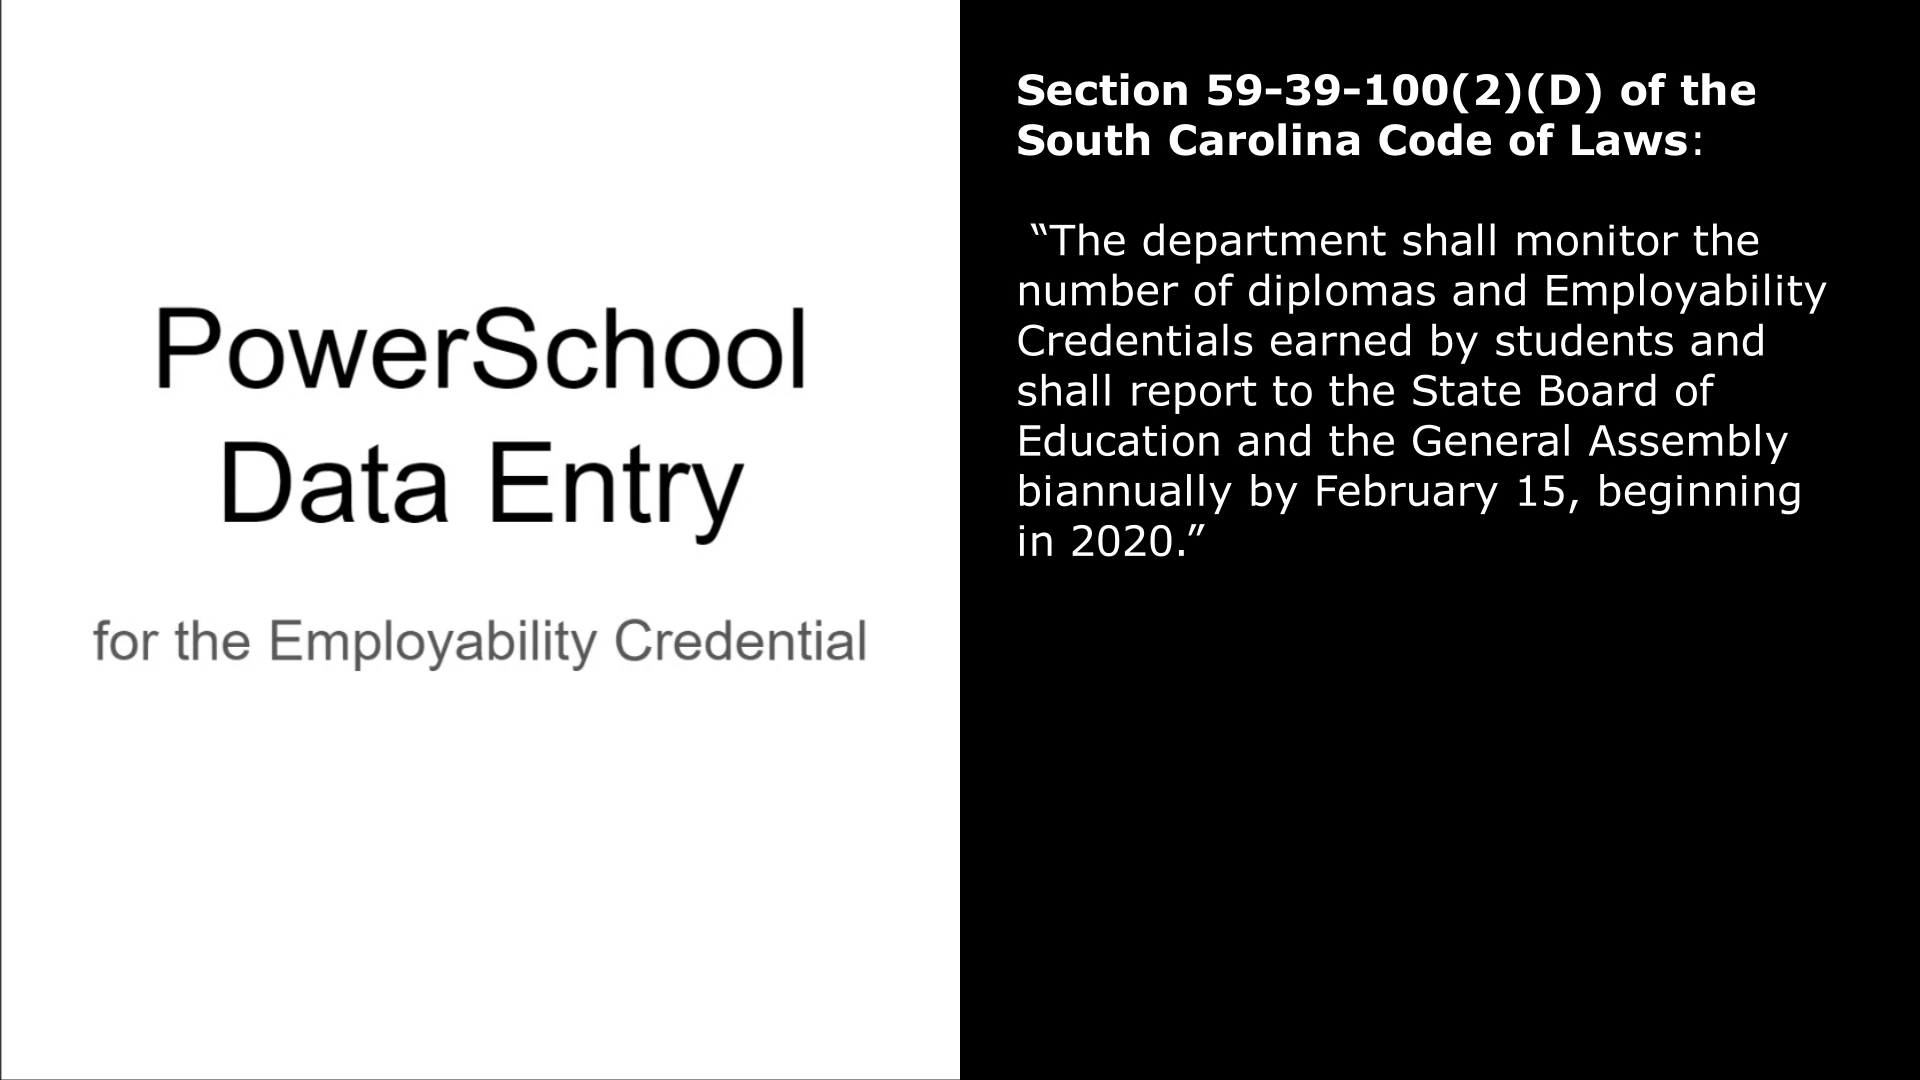 PowerSchool
Data Entry
for the Employability Credential
Section 59-39-100(2)(D) of the
South Carolina Code of Laws:
“The department shall monitor the
number of diplomas and Employability
Credentials earned by students and
shall report to the State Board of
Education and the General Assembly
biannually by February 15, beginning
in 2020.”